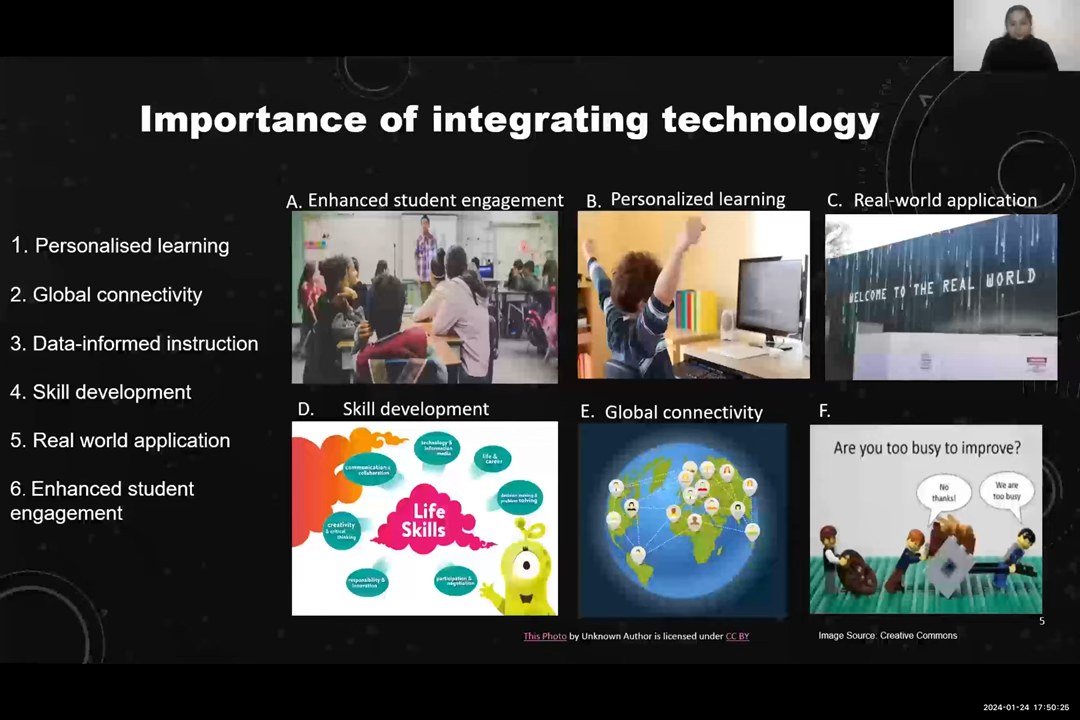 Importance of integrating technology
1. Personalised learning
2. Global connectivity
3. Data-informed instruction
4. Skill development
5. Real world application
6. Enhanced student
engagement
A. Enhanced student engagement
B. Personalized learning
C. Real-world application
WELCOME TO THE REAL WORLD
D. Skill development
technology &
information
media
life &
career
communication &
collaboration
decision making &
problem solving
Life
Skills
creativity
& critical
thinking
responsibility &
innovation
participation &
negotiation
E. Global connectivity
F.
Are you too busy to improve?
No
thanks!
We are
too busy
5
This Photo by Unknown Author is licensed under CC BY
Image Source: Creative Commons
2024-01-24 17:50:25